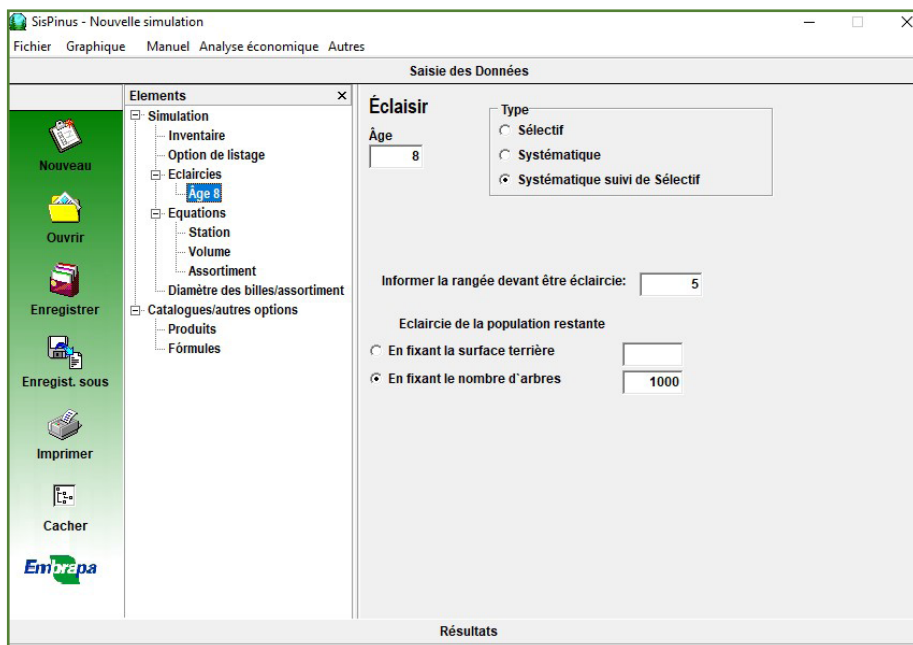 SisPinus - Nouvelle simulation
Fichier Graphique Manuel Analyse économique Autres
Saisie des Données
Nouveau
Ouvrir
Enregistrer
Enregist. sous
Imprimer
Cacher
Embrapa
Elements
Simulation
Inventaire
Option de listage
Eclaircies
Âge 8
Equations
Station
Volume
Assortiment
Diamètre des billes/assortiment
Catalogues/autres options
Produits
Fórmules
Éclaisir
Âge
8
Type
Sélectif
Systématique
Systématique suivi de Sélectif
Informer la rangée devant être éclaircie: 5
Eclaircie de la population restante
En fixant la surface terrière
En fixant le nombre d`arbres 1000
Résultats